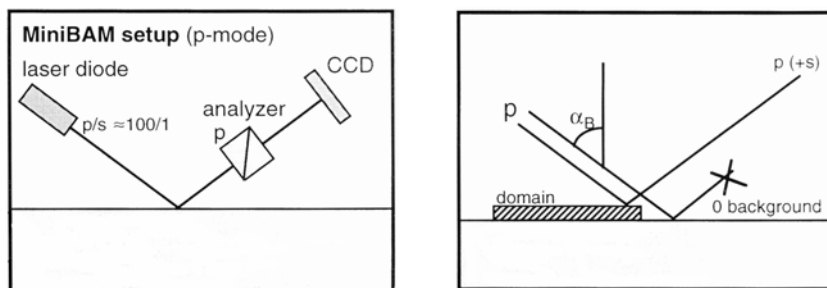 MiniBAM setup (p-mode)
laser diode
CCD
p/s ≈100/1
analyzer
p
p (+s)
αB
p
domain
0 background